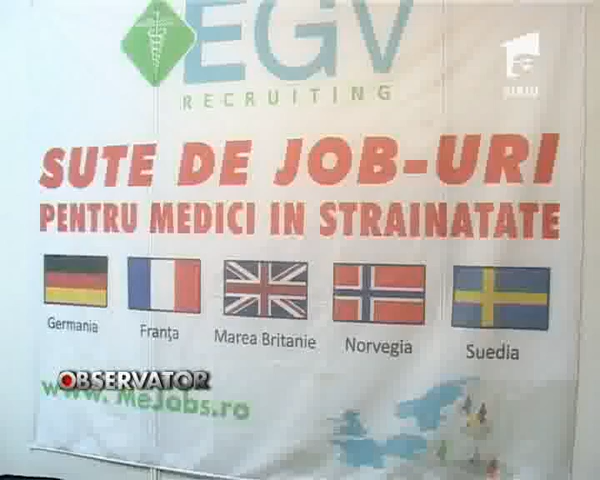 EGV
RECRUITING
SUTE DE JOB-URI
PENTRU MEDICI IN STRAINATATE
Germania
Franţa
Marea Britanie
Norvegia
Suedia
OBSERVATOR
www.MeJobs.ro